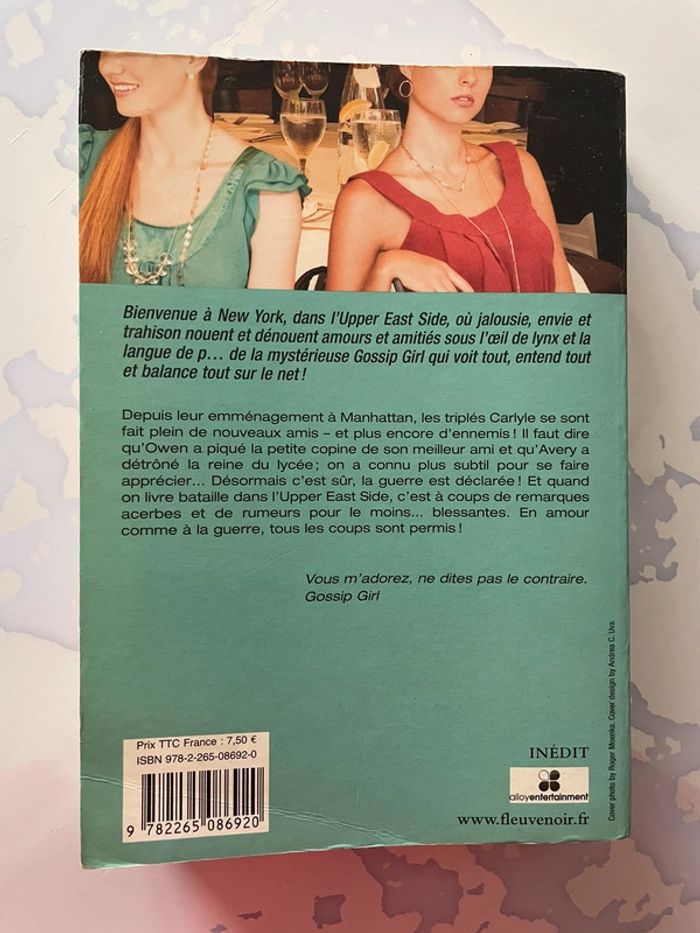 Bienvenue à New York, dans l'Upper East Side, où jalousie, envie et
trahison nouent et dénouent amours et amitiés sous l'œil de lynx et la
langue de p... de la mystérieuse Gossip Girl qui voit tout, entend tout
et balance tout sur le net !
Depuis leur emménagement à Manhattan, les triplés Carlyle se sont
fait plein de nouveaux amis – et plus encore d'ennemis ! Il faut dire
qu'Owen a piqué la petite copine de son meilleur ami et qu'Avery a
détrôné la reine du lycée ; on a connu plus subtil pour se faire
apprécier... Désormais c'est sûr, la guerre est déclarée ! Et quand
on livre bataille dans l'Upper East Side, c'est à coups de remarques
acerbes et de rumeurs pour le moins... blessantes. En amour
comme à la guerre, tous les coups sont permis !
Vous m'adorez, ne dites pas le contraire.
Gossip Girl
Prix TTC France : 7,50 €
ISBN 978-2-265-08692-0
9 782265 086920
INÉDIT
alloyentertainment
www.fleuvenoir.fr
Cover photo by Roger Moenks. Cover design by Andrea C. Uva.